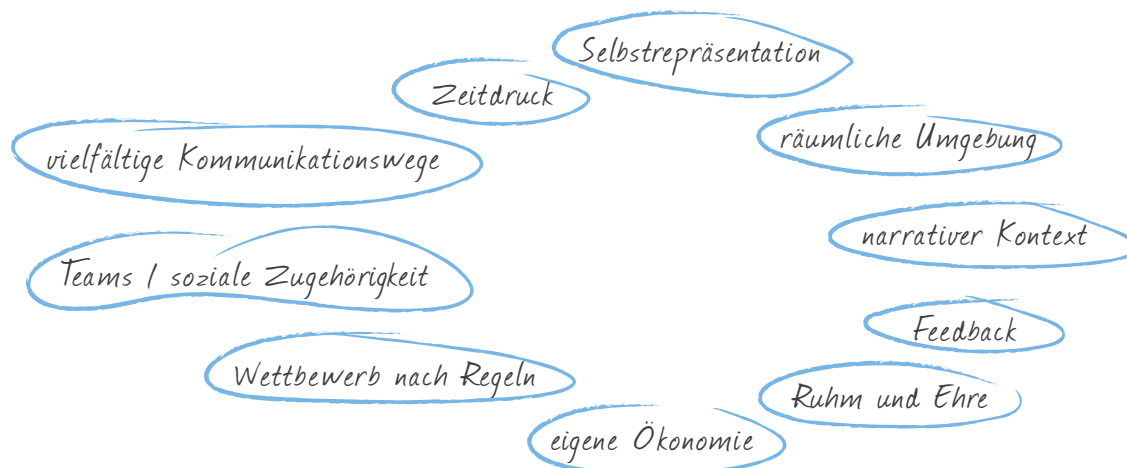 Selbstrepräsentation
Zeitdruck
räumliche Umgebung
vielfältige Kommunikationswege
narrativer Kontext
Teams / soziale Zugehörigkeit
Feedback
Wettbewerb nach Regeln
Ruhm und Ehre
eigene Ökonomie